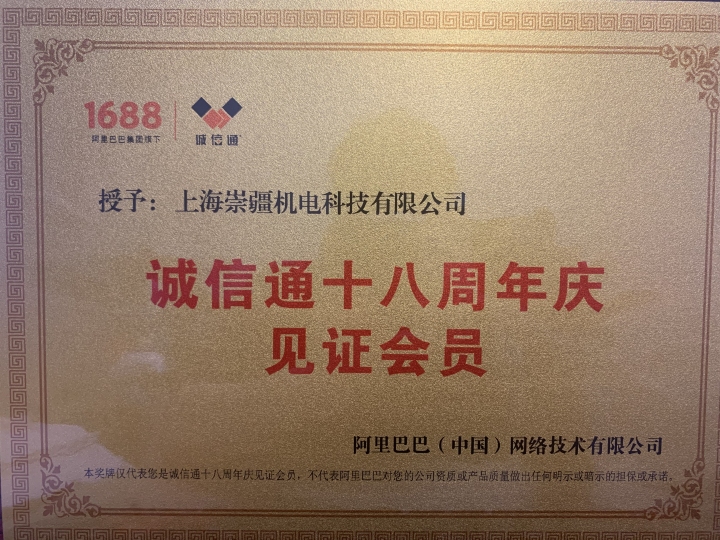 1688
阿里巴巴集团旗下
诚信通
授予：上海崇疆机电科技有限公司
诚信通十八周年庆
见证会员
阿里巴巴（中国）网络技术有限公司
本奖牌仅代表您是诚信通十八周年庆见证会员，不代表阿里巴巴对您的公司资质或产品质量做出任何明示或暗示的担保或承诺。